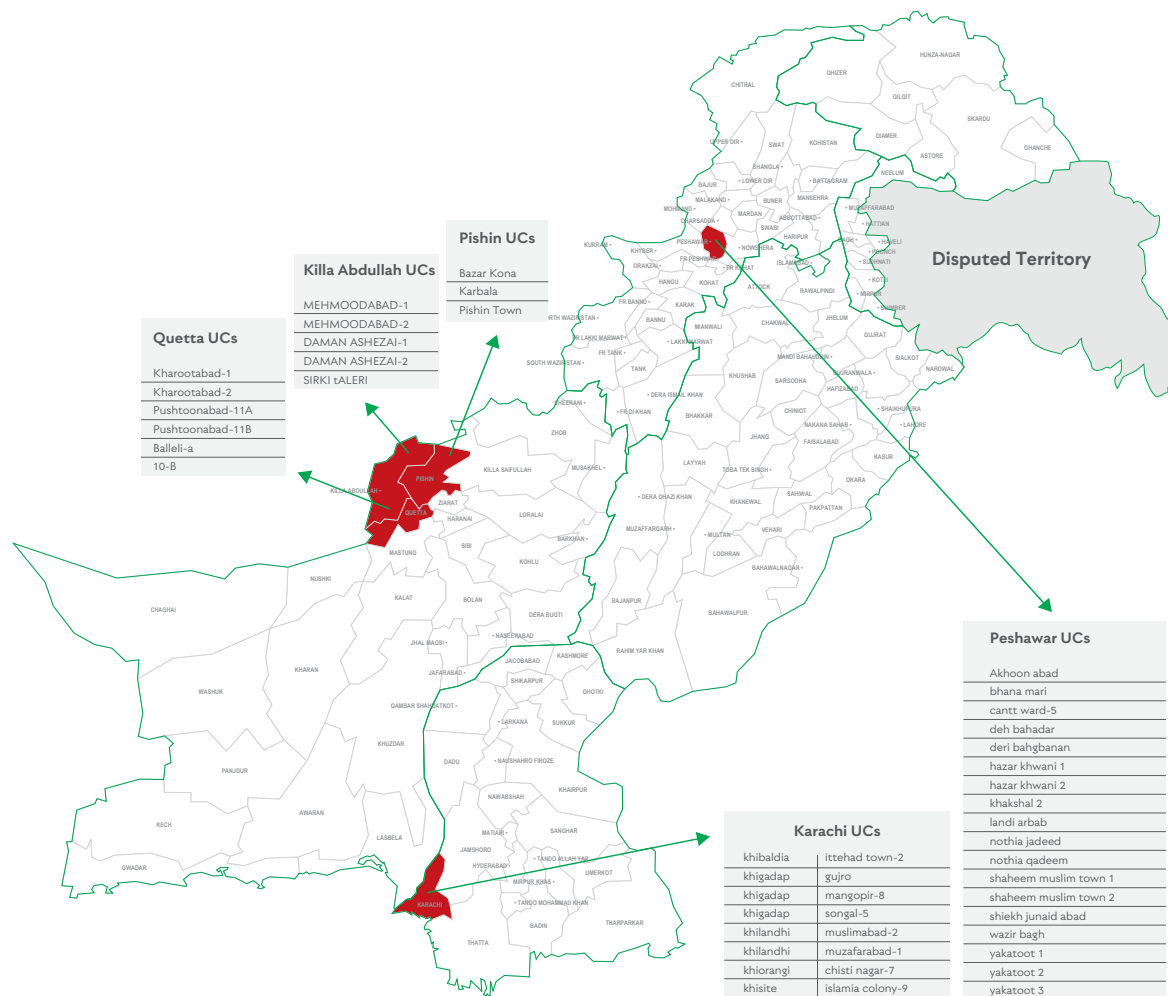 HUNZA-NAGAR
GHIZER
CHITRAL
GILGIT
SKARDU
DIAMER
GHANCHE
ASTORE
NEELUM
UPPER DIR
SWAT
KOHISTAN
SHANGLA
LOWER DIR
BATTAGRAM
BAJUR
MALAKAND
BUNER
MANSEHRA
MOHMAND
CHARSADDA
MARDAN
SWABI
ABBOTTABAD
HARIPUR
MUZAFFARABAD
HATTIAN
BAGH
HAVELI
POONCH
SUDHNATI
KOTLI
MIRPUR
BHIMBER
Disputed Territory
PESHAWAR
NOWSHERA
KURRAM
KHYBER
FR PESHAWAR
FR KOHAT
ISLAMABAD
ORAKZAI
HANGU
KOHAT
ATTOCK
RAWALPINDI
FR BANNU
KARAK
BANNU
MIANWALI
CHAKWAL
JHELUM
GUJRAT
RTH WAZIRISTAN
R LAKKI MARWAT
LAKKI MARWAT
SOUTH WAZIRISTAN
FR TANK
TANK
MANDI BAHAUDDIN
GUJRANWALA
SIALKOT
NAROWAL
KHUSHAB
SARGODHA
HAFIZABAD
DERA ISMAIL KHAN
FR DI KHAN
BHAKKAR
CHINIOT
SHAIKHUPURA
LAHORE
NAKANA SAHAB
FAISALABAD
JHANG
KASUR
SHEERANI
ZHOB
MUSAKHEL
KILLA SAIFULLAH
LAYYAH
TOBA TEK SINGH
OKARA
SAHIWAL
PAKPATTAN
KHANEWAL
DERA GHAZI KHAN
MUZAFFARGARH
MULTAN
VEHARI
LODHRAN
BAHAWALNAGAR
BAHAWALPUR
RAJANPUR
RAHIM YAR KHAN
Pishin UCs
Bazar Kona
Karbala
Pishin Town
Killa Abdullah UCs
MEHMOODABAD-1
MEHMOODABAD-2
DAMAN ASHEZAI-1
DAMAN ASHEZAI-2
SIRKI tALERI
Quetta UCs
Kharootabad-1
Kharootabad-2
Pushtoonabad-11A
Pushtoonabad-11B
Balleli-a
10-B
PISHIN
KILLA ABDULLAH
QUETTA
ZIARAT
HARANAI
LORALAI
BARKHAN
SIBI
KOHLU
MASTUNG
NUSHKI
CHAGHAI
KALAT
BOLAN
DERA BUGTI
JHAL MAGSI
NASEERABAD
JAFARABAD
KHARAN
WASHUK
PANJGUR
KECH
GWADAR
AWARAN
KHUZDAR
LASBELA
JACOBABAD
KASHMORE
SHIKARPUR
GHOTKI
QAMBAR SHAHDATKOT
LARKANA
SUKKUR
DADU
NAUSHAHRO FIROZE
KHAIRPUR
NAWABSHAH
MATIARI
SANGHAR
JAMSHORO
HYDERABAD
TANDO ALLAH YAR
MIRPUR KHAS
UMERKOT
TANDO MOHAMMAD KHAN
BADIN
THARPARKAR
THATTA
KARACHI
Karachi UCs
khibaldia ittehad town-2
khigadap gujro
khigadap mangopir-8
khigadap songal-5
khilandhi muslimabad-2
khilandhi muzafarabad-1
khiorangi chisti nagar-7
khisite islamia colony-9
Peshawar UCs
Akhoon abad
bhana mari
cantt ward-5
deh bahadar
deri bahgbanan
hazar khwani 1
hazar khwani 2
khakshal 2
landi arbab
nothia jadeed
nothia qadeem
shaheem muslim town 1
shaheem muslim town 2
shiekh junaid abad
wazir bagh
yakatoot 1
yakatoot 2
yakatoot 3